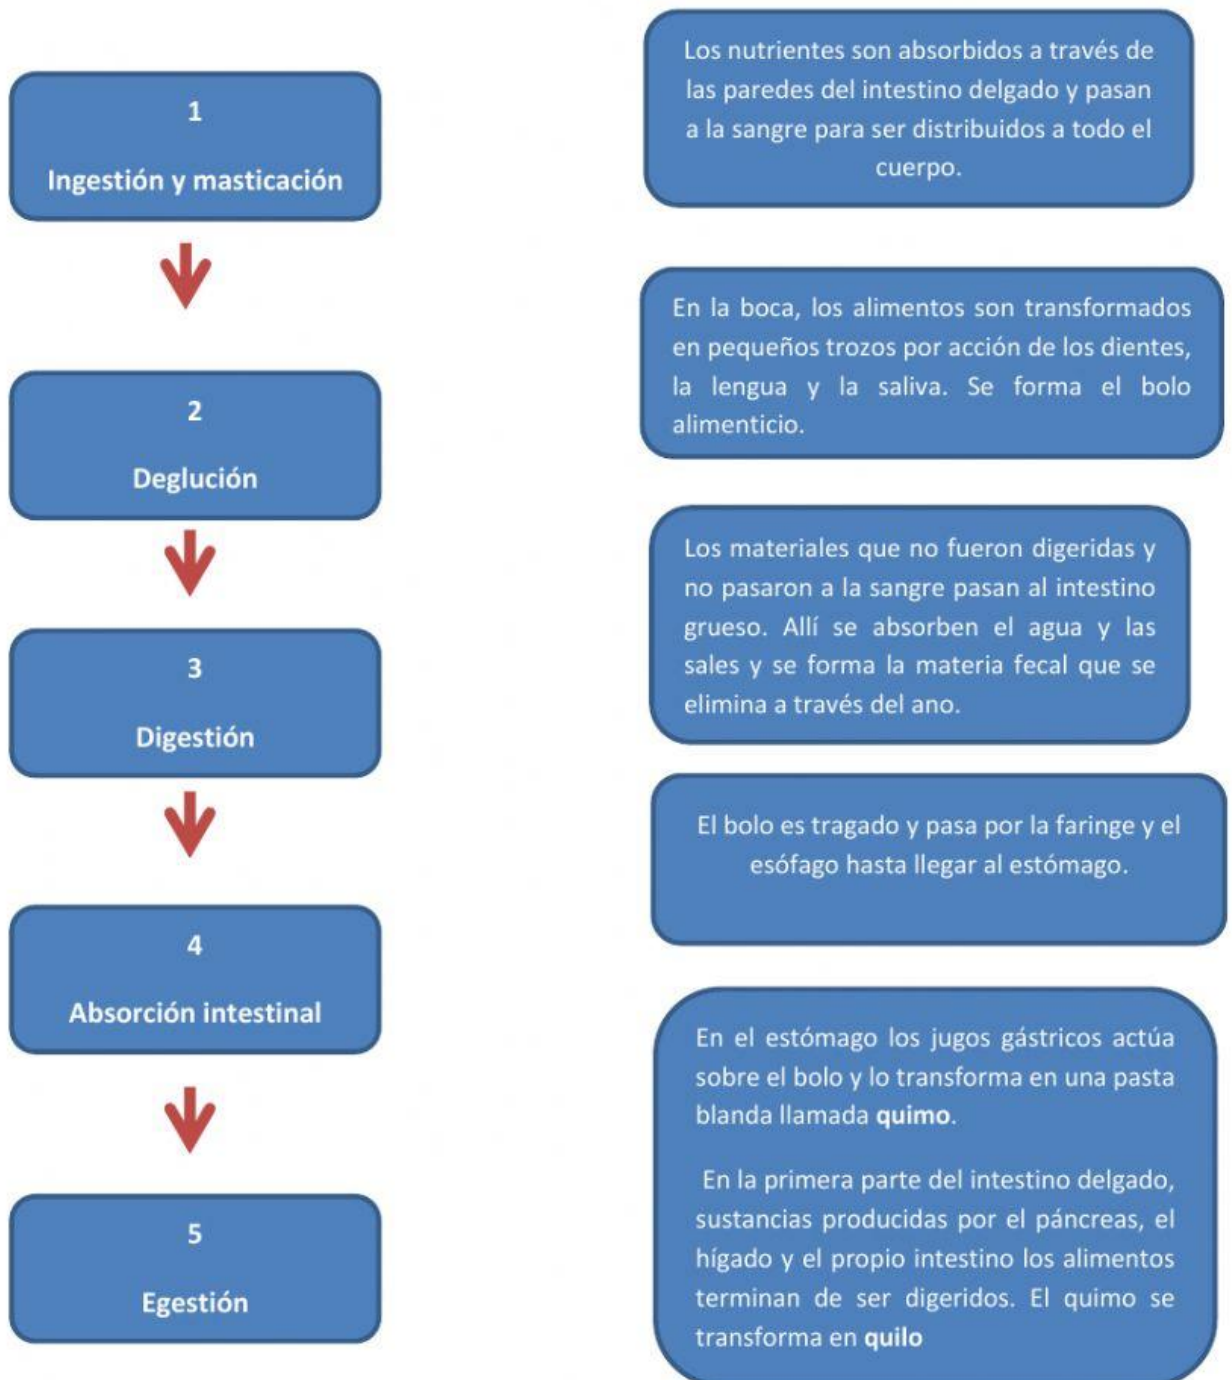 1
Ingestión y masticación
2
Deglución
3
Digestión
4
Absorción intestinal
5
Egestión
Los nutrientes son absorbidos a través de
las paredes del intestino delgado y pasan
a la sangre para ser distribuidos a todo el
cuerpo.
En la boca, los alimentos son transformados
en pequeños trozos por acción de los dientes,
la lengua y la saliva. Se forma el bolo
alimenticio.
Los materiales que no fueron digeridas y
no pasaron a la sangre pasan al intestino
grueso. Allí se absorben el agua y las
sales y se forma la materia fecal que se
elimina a través del ano.
El bolo es tragado y pasa por la faringe y el
esófago hasta llegar al estómago.
En el estómago los jugos gástricos actúa
sobre el bolo y lo transforma en una pasta
blanda llamada quimo.
En la primera parte del intestino delgado,
sustancias producidas por el páncreas, el
hígado y el propio intestino los alimentos
terminan de ser digeridos. El quimo se
transforma en quilo